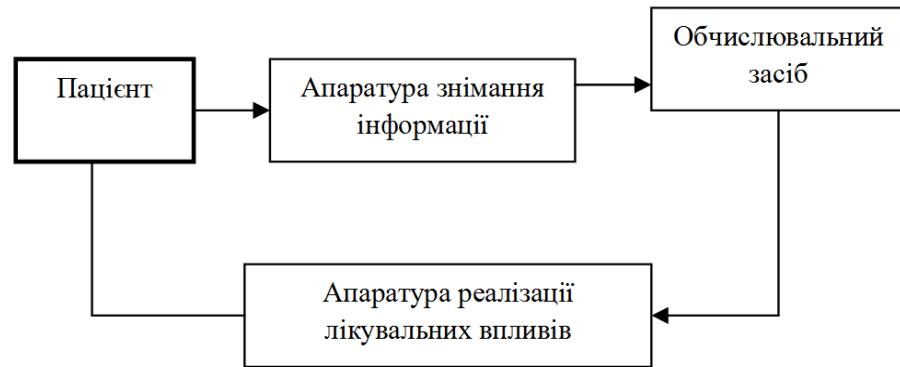 Пацієнт
Апаратура знімання
інформації
Обчислювальний
засіб
Апаратура реалізації
лікувальних впливів